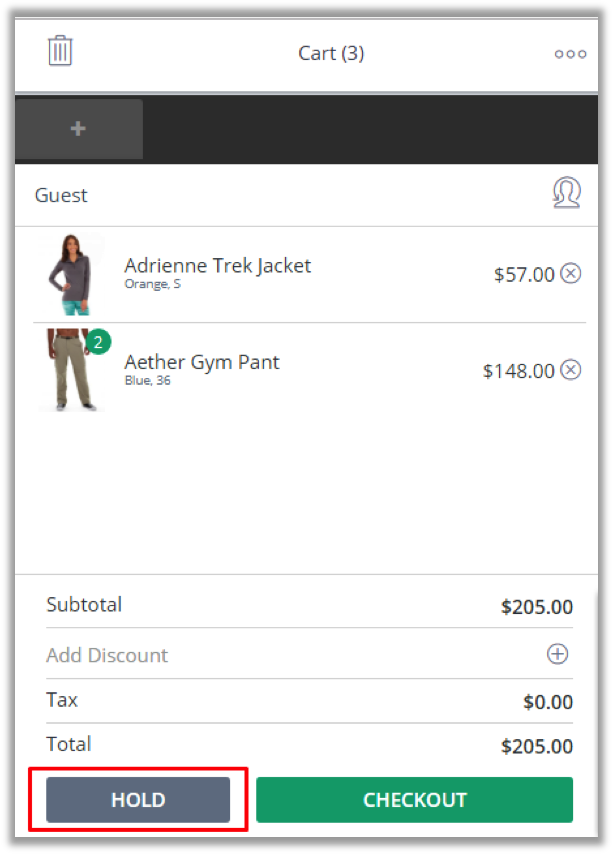 Cart (3)
+
Guest
Adrienne Trek Jacket
Orange, S
$57.00
2
Aether Gym Pant
Blue, 36
$148.00
Subtotal
$205.00
Add Discount
Tax
$0.00
Total
$205.00
HOLD
CHECKOUT